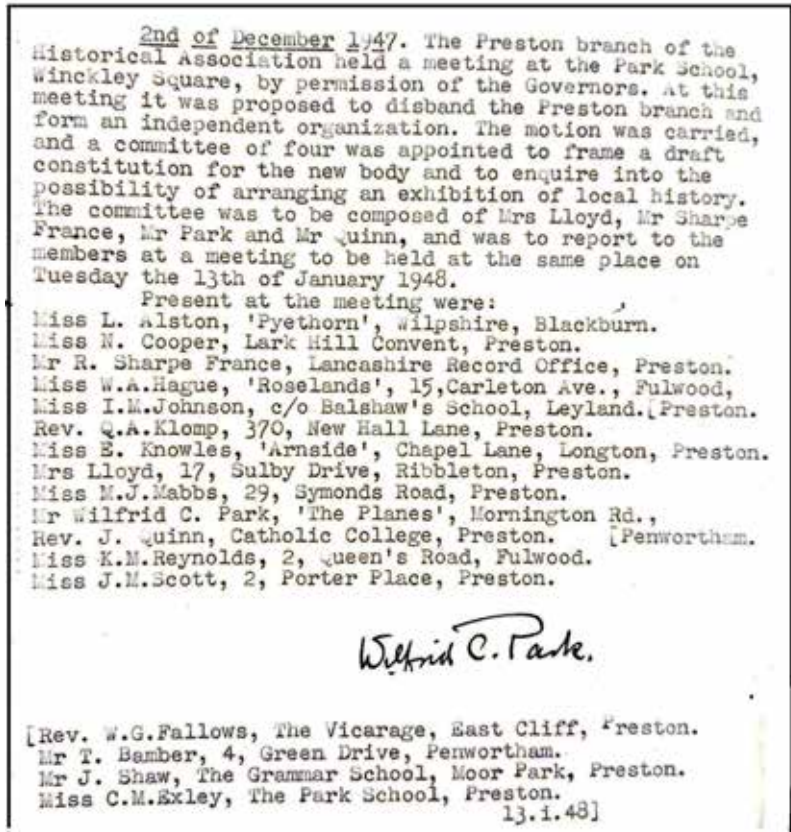 2nd of December 1947. The Preston branch of the
Historical Association held a meeting at the Park School,
Winckley Square, by permission of the Governors. At this
meeting it was proposed to disband the Preston branch and
form an independent organization. The motion was carried,
and a committee of four was appointed to frame a draft
constitution for the new body and to enquire into the
possibility of arranging an exhibition of local history.
The committee was to be composed of Mrs Lloyd, Mr Sharpe
France, Mr Park and Mr Quinn, and was to report to the
members at a meeting to be held at the same place on
Tuesday the 13th of January 1948.
Present at the meeting were:
Miss L. Alston, 'Pyethorn', Wilpshire, Blackburn.
Miss N. Cooper, Lark Hill Convent, Preston.
Mr R. Sharpe France, Lancashire Record Office, Preston.
Miss W.A.Hague, 'Roselands', 15,Carleton Ave., Fulwood,
Miss I.M.Johnson, c/o Balshaw's School, Leyland.[Preston.
Rev. Q.A.Klomp, 370, New Hall Lane, Preston.
Miss E. Knowles, 'Arnside', Chapel Lane, Longton, Preston.
Mrs Lloyd, 17, Sulby Drive, Ribbleton, Preston.
Miss M.J.Mabbs, 29, Symonds Road, Preston.
Mr Wilfrid C. Park, 'The Planes', Mornington Rd.,
Rev. J. Quinn, Catholic College, Preston. [Penwortham.
Miss K.M.Reynolds, 2, Queen's Road, Fulwood.
Miss J.M.Scott, 2, Porter Place, Preston.
Wilfrid C. Park.
[Rev. W.G.Fallows, The Vicarage, East Cliff, Preston.
Mr T. Bamber, 4, Green Drive, Penwortham.
Mr J. Shaw, The Grammar School, Moor Park, Preston.
Miss C.M.Exley, The Park School, Preston.
13.i.48]